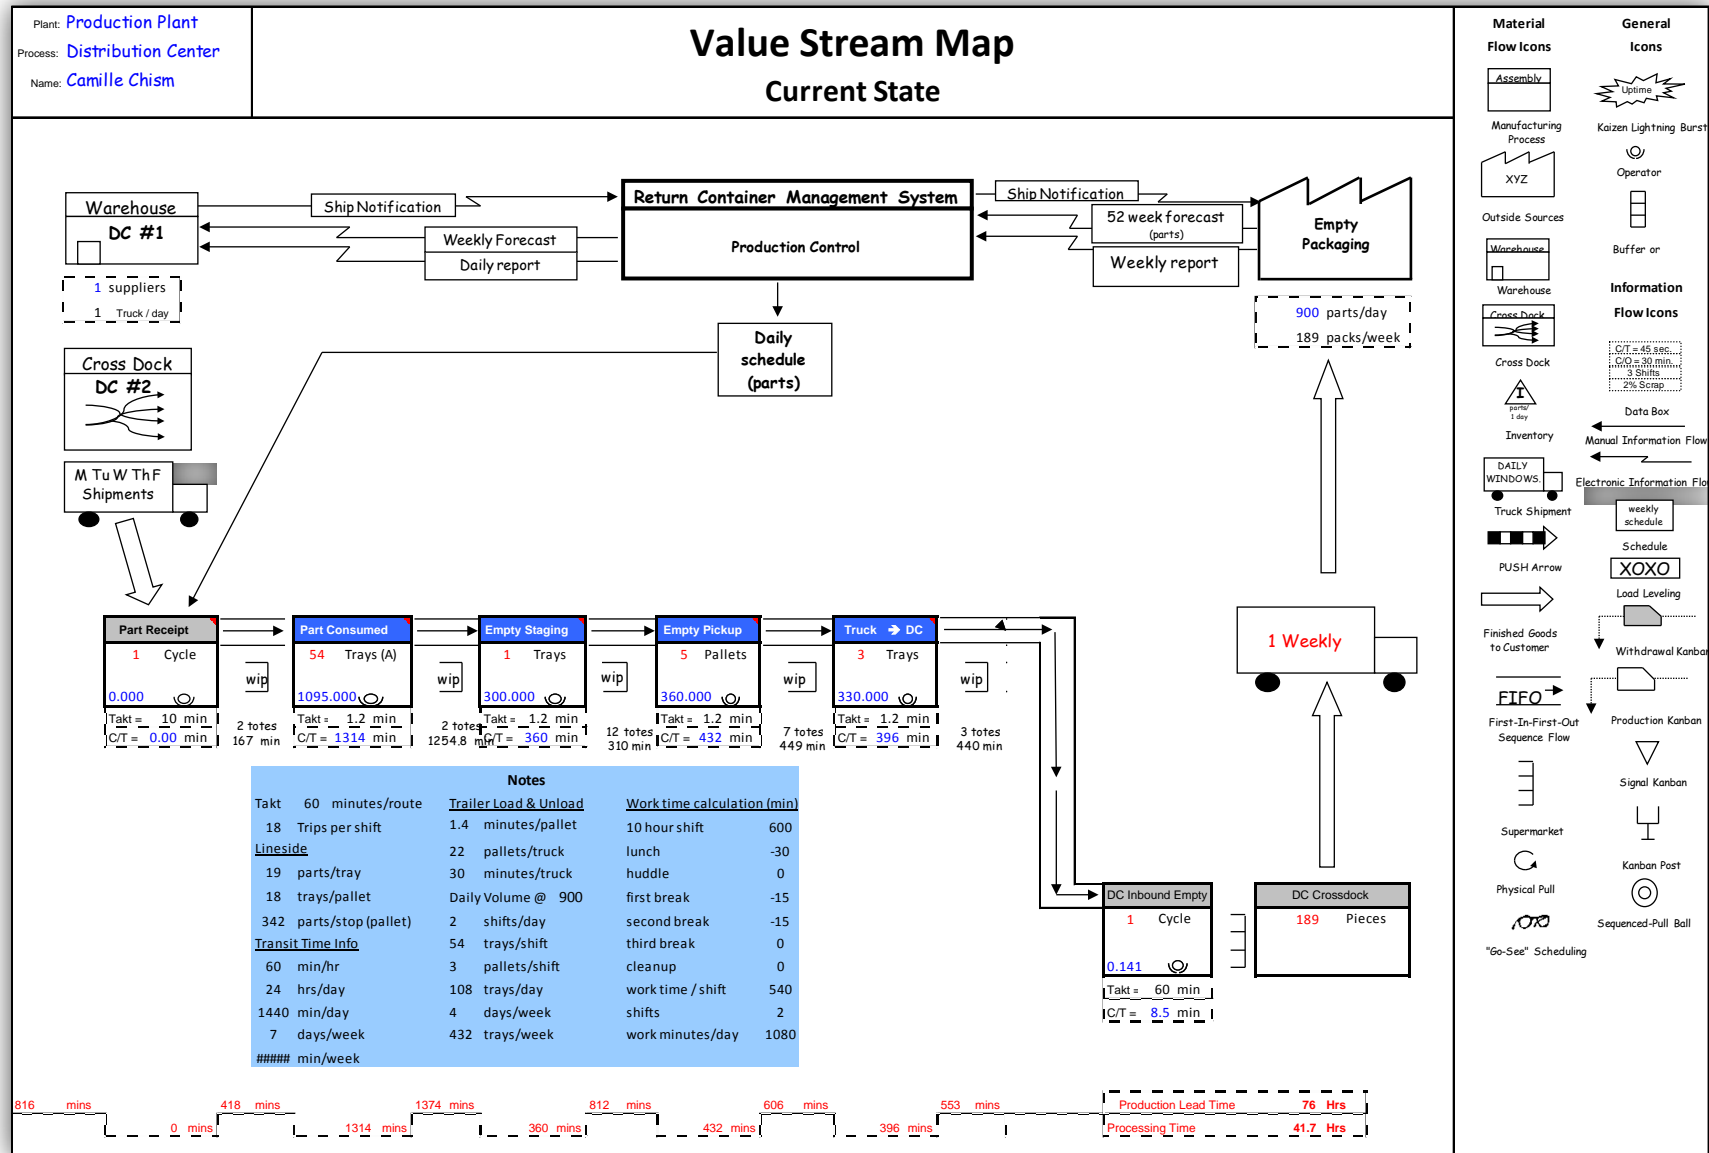 Plant: Production Plant
Process: Distribution Center
Name: Camille Chism
Value Stream Map
Current State
Warehouse
DC #1
Ship Notification
Weekly Forecast
Daily report
Return Container Management System
Production Control
Ship Notification
52 week forecast
(parts)
Weekly report
Empty
Packaging
1 suppliers
1 Truck / day
900 parts/day
189 packs/week
Cross Dock
DC #2
Daily
schedule
(parts)
M Tu W Th F
Shipments
1 Weekly
Part Receipt
1 Cycle
0.000
Takt = 10 min
C/T = 0.00 min
wip
2 totes
167 min
Part Consumed
54 Trays (A)
1095.000
Takt = 1.2 min
C/T = 1314 min
wip
2 totes
1254.8 min
Empty Staging
1 Trays
300.000
Takt = 1.2 min
C/T = 360 min
wip
12 totes
310 min
Empty Pickup
5 Pallets
360.000
Takt = 1.2 min
C/T = 432 min
wip
7 totes
449 min
Truck ➔ DC
3 Trays
330.000
Takt = 1.2 min
C/T = 396 min
wip
3 totes
440 min
DC Inbound Empty
1 Cycle
0.141
Takt = 60 min
C/T = 8.5 min
DC Crossdock
189 Pieces
Notes
Takt 60 minutes/route
18 Trips per shift
Lineside
19 parts/tray
18 trays/pallet
342 parts/stop (pallet)
Transit Time Info
60 min/hr
24 hrs/day
1440 min/day
7 days/week
##### min/week
Trailer Load & Unload
1.4 minutes/pallet
22 pallets/truck
30 minutes/truck
Daily Volume @ 900
2 shifts/day
54 trays/shift
3 pallets/shift
108 trays/day
4 days/week
432 trays/week
Work time calculation (min)
10 hour shift 600
lunch -30
huddle 0
first break -15
second break -15
third break 0
cleanup 0
work time / shift 540
shifts 2
work minutes/day 1080
816 mins
0 mins
418 mins
1314 mins
1374 mins
360 mins
812 mins
432 mins
606 mins
396 mins
553 mins
Production Lead Time 76 Hrs
Processing Time 41.7 Hrs
Material
Flow Icons
Assembly
Manufacturing
Process
XYZ
Outside Sources
Warehouse
Warehouse
Cross Dock
Cross Dock
I
parts/
1 day
Inventory
DAILY
WINDOWS.
Truck Shipment
PUSH Arrow
Finished Goods
to Customer
FIFO
First-In-First-Out
Sequence Flow
Supermarket
Physical Pull
"Go-See" Scheduling
General
Icons
Uptime
Kaizen Lightning Burst
Operator
Buffer or
Information
Flow Icons
C/T = 45 sec.
C/O = 30 min.
3 Shifts
2% Scrap
Data Box
Manual Information Flow
Electronic Information Flo
weekly
schedule
Schedule
XOXO
Load Leveling
Withdrawal Kanban
Production Kanban
Signal Kanban
Kanban Post
Sequenced-Pull Ball